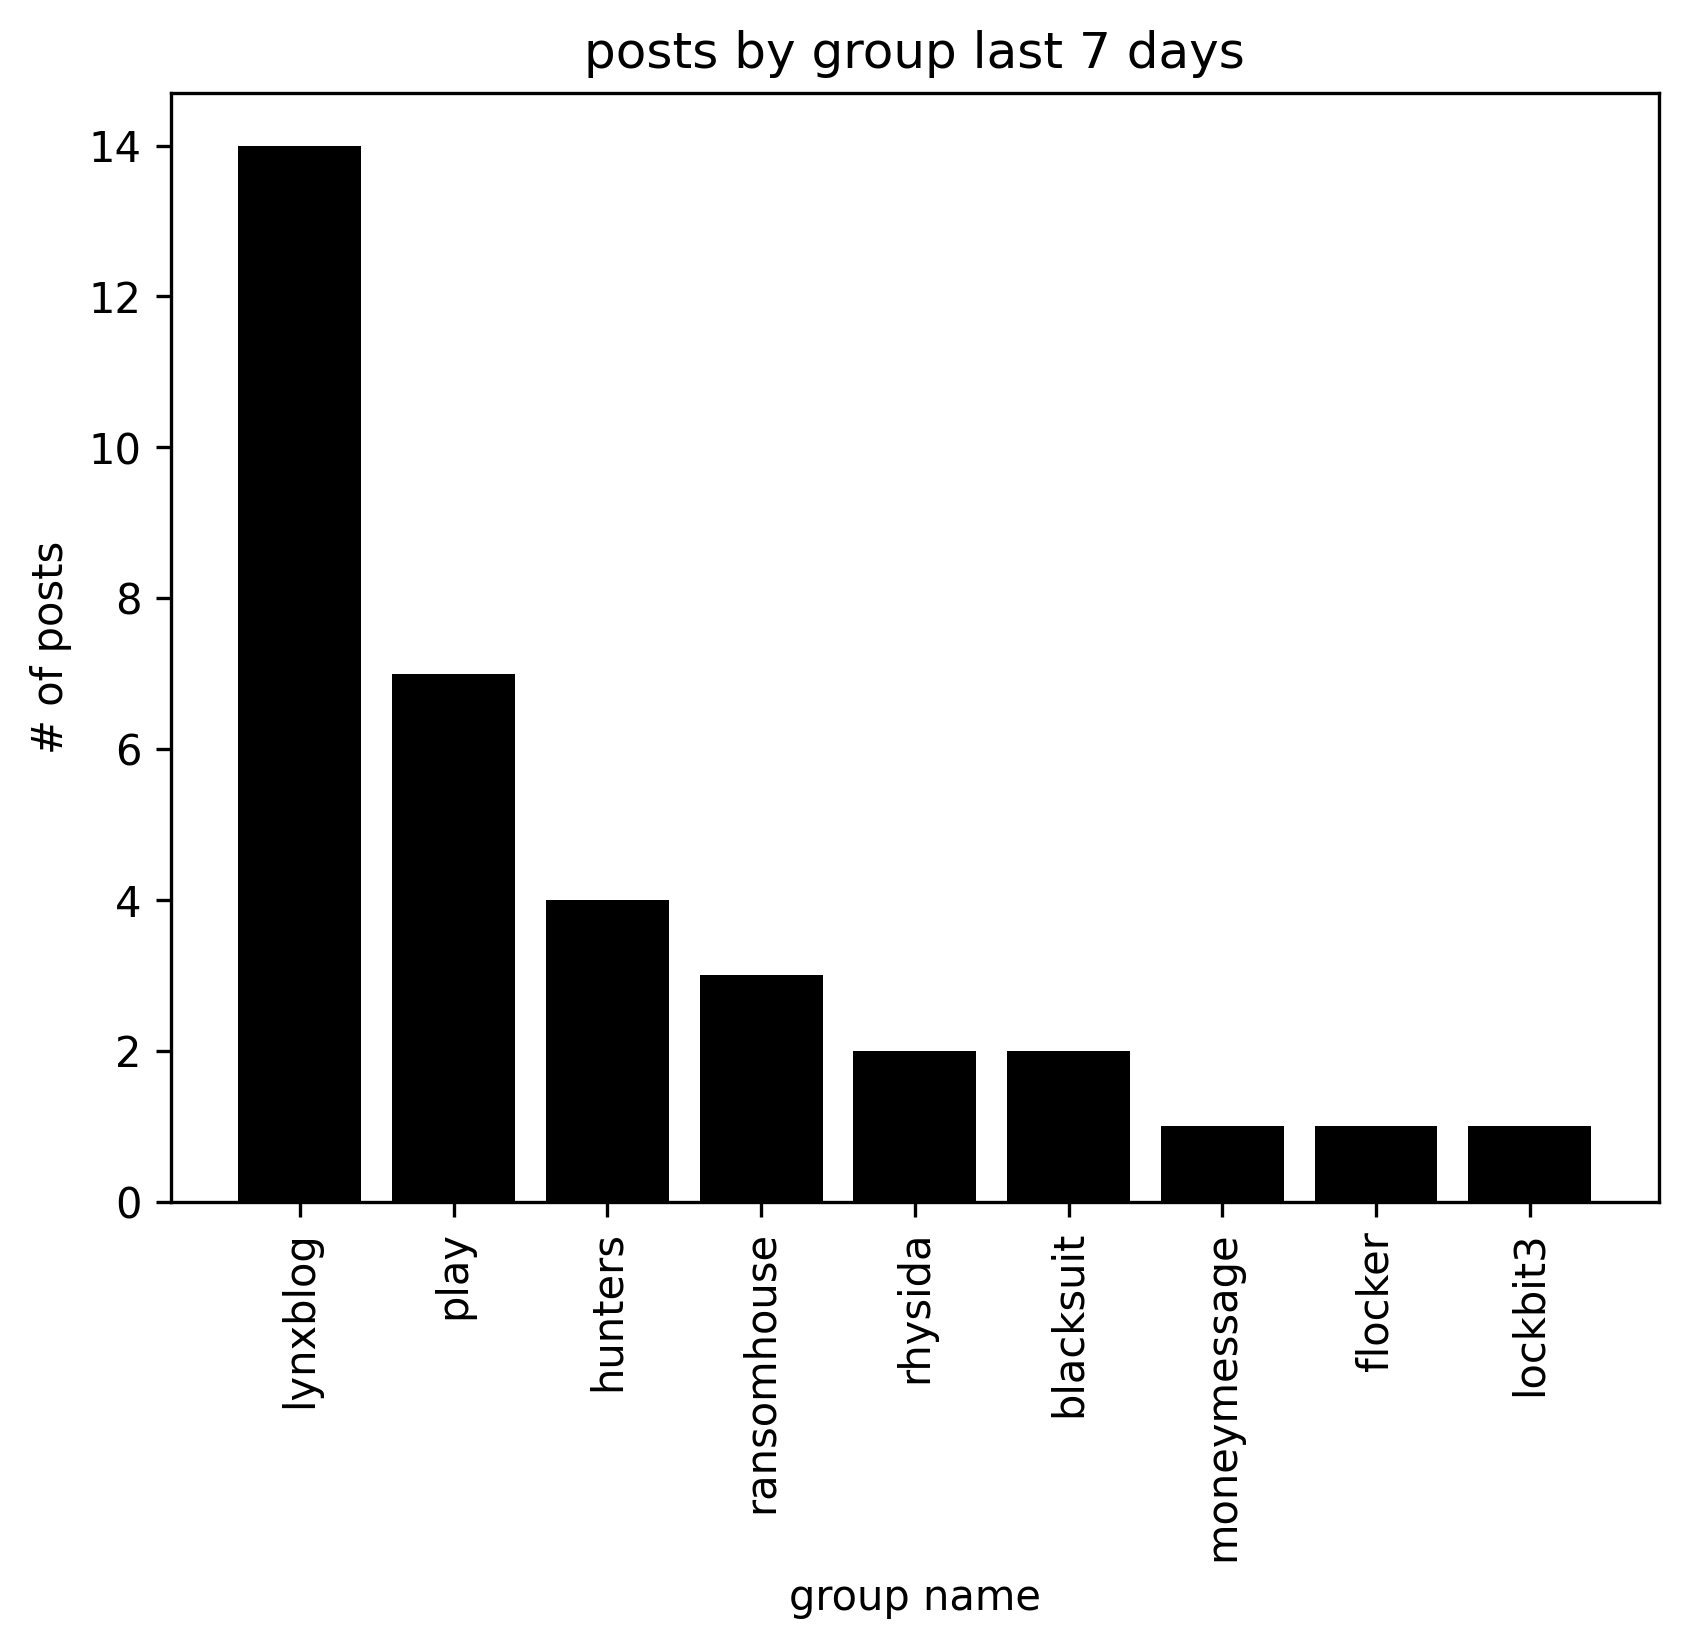 posts by group last 7 days
14
12
10
8
6
4
2
0
# of posts
lynxblog
play
hunters
ransomhouse
rhysida
blacksuit
moneymessage
flocker
lockbit3
group name